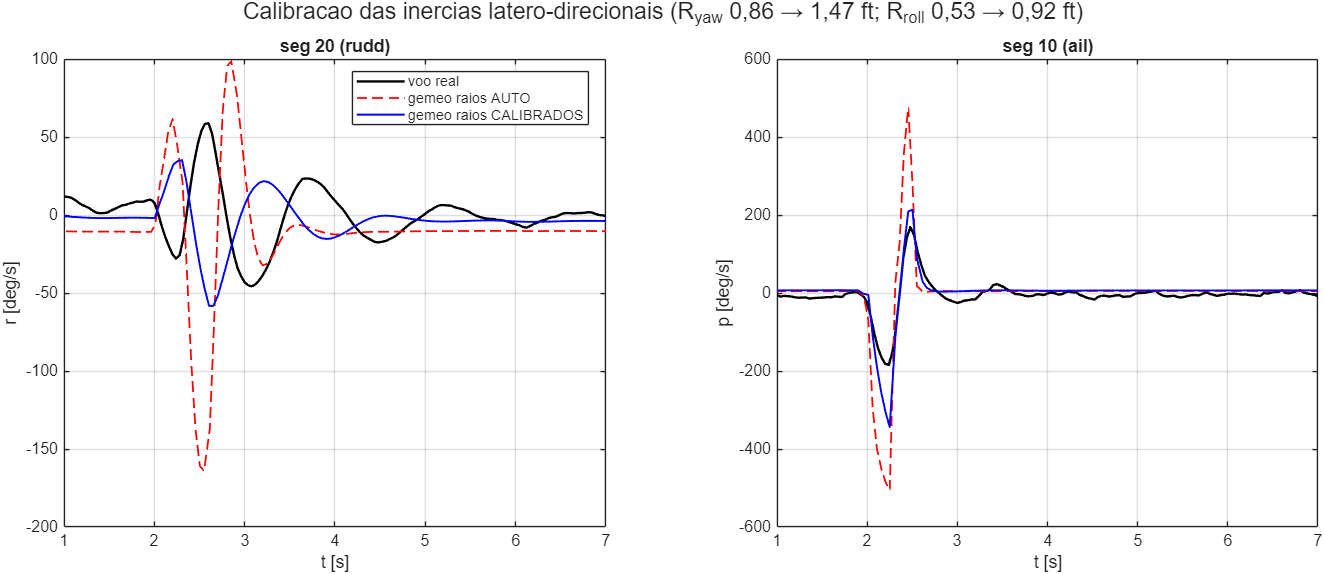 Calibracao das inercias latero-direcionais (Ryaw 0,86 → 1,47 ft; Rroll 0,53 → 0,92 ft)
seg 20 (rudd)
100
50
0
-50
-100
-150
-200
r [deg/s]
1 2 3 4 5 6 7
t [s]
voo real
gemeo raios AUTO
gemeo raios CALIBRADOS
seg 10 (ail)
600
400
200
0
-200
-400
-600
p [deg/s]
1 2 3 4 5 6 7
t [s]